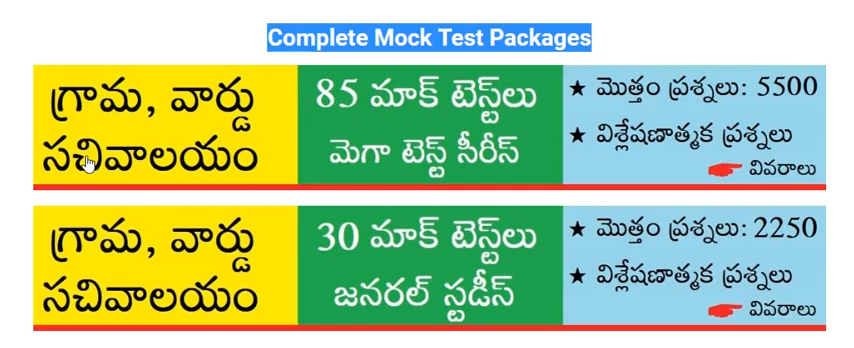 Complete Mock Test Packages
గ్రామ, వార్డు
సచివాలయం
85 మాక్ టెస్ట్‌లు
మెగా టెస్ట్ సిరీస్
★ మొత్తం ప్రశ్నలు: 5500
★ విశ్లేషణాత్మక ప్రశ్నలు
వివరాలు
గ్రామ, వార్డు
సచివాలయం
30 మాక్ టెస్ట్‌లు
జనరల్ స్టడీస్
★ మొత్తం ప్రశ్నలు: 2250
★ విశ్లేషణాత్మక ప్రశ్నలు
వివరాలు